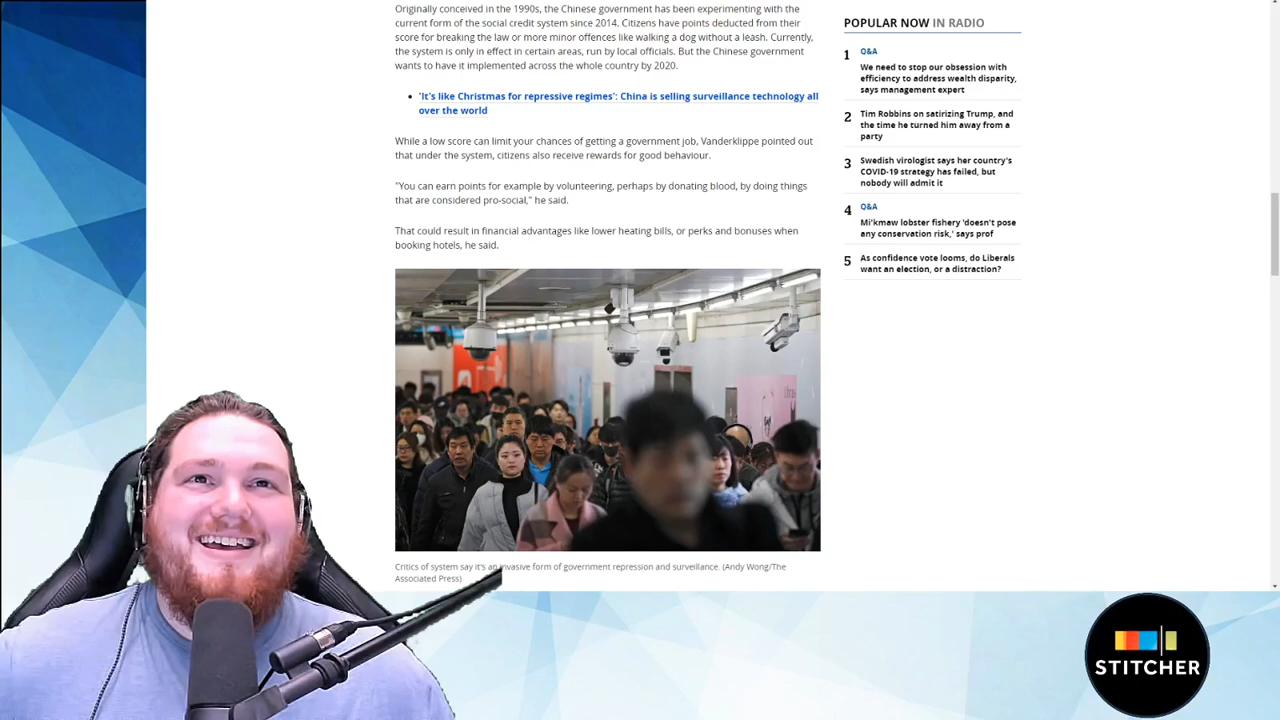 Originally conceived in the 1990s, the Chinese government has been experimenting with the
current form of the social credit system since 2014. Citizens have points deducted from their
score for breaking the law or more minor offences like walking a dog without a leash. Currently,
the system is only in effect in certain areas, run by local officials. But the Chinese government
wants to have it implemented across the whole country by 2020.
• 'It's like Christmas for repressive regimes': China is selling surveillance technology all
over the world
While a low score can limit your chances of getting a government job, Vanderklippe pointed out
that under the system, citizens also receive rewards for good behaviour.
"You can earn points for example by volunteering, perhaps by donating blood, by doing things
that are considered pro-social," he said.
That could result in financial advantages like lower heating bills, or perks and bonuses when
booking hotels, he said.
Critics of system say it's an invasive form of government repression and surveillance. (Andy Wong/The
Associated Press)
POPULAR NOW IN RADIO
1 Q&A
We need to stop our obsession with
efficiency to address wealth disparity,
says management expert
2 Tim Robbins on satirizing Trump, and
the time he turned him away from a
party
3 Swedish virologist says her country's
COVID-19 strategy has failed, but
nobody will admit it
4 Q&A
Mi'kmaw lobster fishery 'doesn't pose
any conservation risk,' says prof
5 As confidence vote looms, do Liberals
want an election, or a distraction?
STITCHER